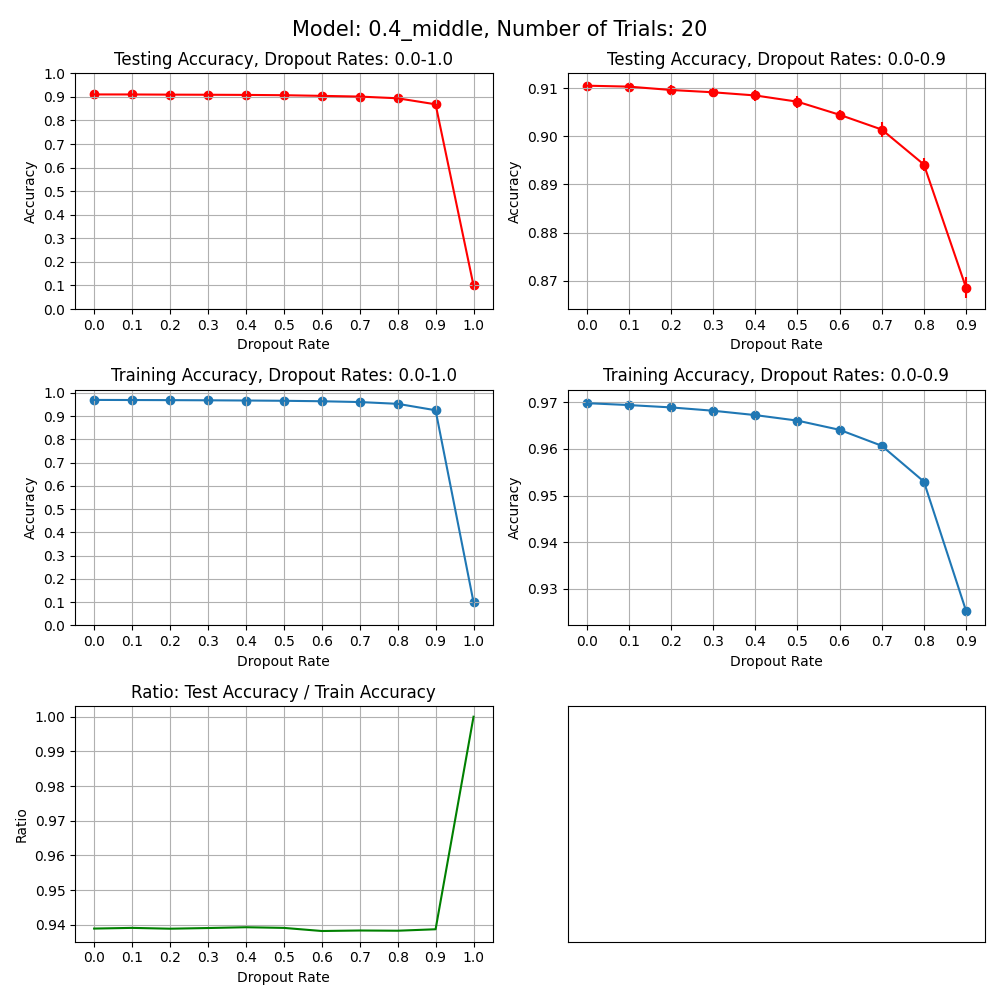 Model: 0.4_middle, Number of Trials: 20
Testing Accuracy, Dropout Rates: 0.0-1.0
Accuracy
1.0
0.9
0.8
0.7
0.6
0.5
0.4
0.3
0.2
0.1
0.0
0.0 0.1 0.2 0.3 0.4 0.5 0.6 0.7 0.8 0.9 1.0
Dropout Rate
Testing Accuracy, Dropout Rates: 0.0-0.9
Accuracy
0.91
0.90
0.89
0.88
0.87
0.0 0.1 0.2 0.3 0.4 0.5 0.6 0.7 0.8 0.9
Dropout Rate
Training Accuracy, Dropout Rates: 0.0-1.0
Accuracy
1.0
0.9
0.8
0.7
0.6
0.5
0.4
0.3
0.2
0.1
0.0
0.0 0.1 0.2 0.3 0.4 0.5 0.6 0.7 0.8 0.9 1.0
Dropout Rate
Training Accuracy, Dropout Rates: 0.0-0.9
Accuracy
0.97
0.96
0.95
0.94
0.93
0.0 0.1 0.2 0.3 0.4 0.5 0.6 0.7 0.8 0.9
Dropout Rate
Ratio: Test Accuracy / Train Accuracy
Ratio
1.00
0.99
0.98
0.97
0.96
0.95
0.94
0.0 0.1 0.2 0.3 0.4 0.5 0.6 0.7 0.8 0.9 1.0
Dropout Rate